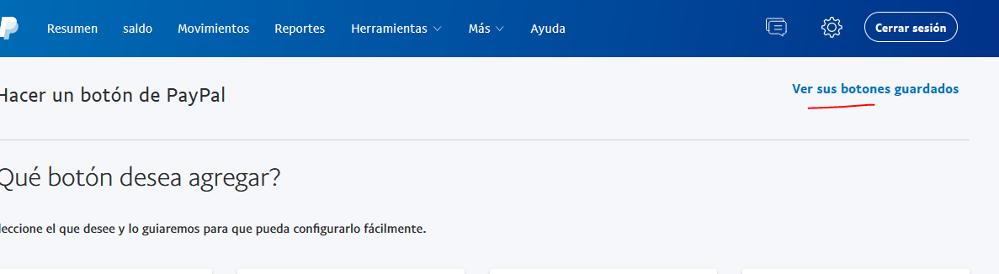 Resumen saldo Movimientos Reportes Herramientas Más Ayuda Cerrar sesión
Hacer un botón de PayPal
Ver sus botones guardados
Qué botón desea agregar?
leccione el que desee y lo guiaremos para que pueda configurarlo fácilmente.